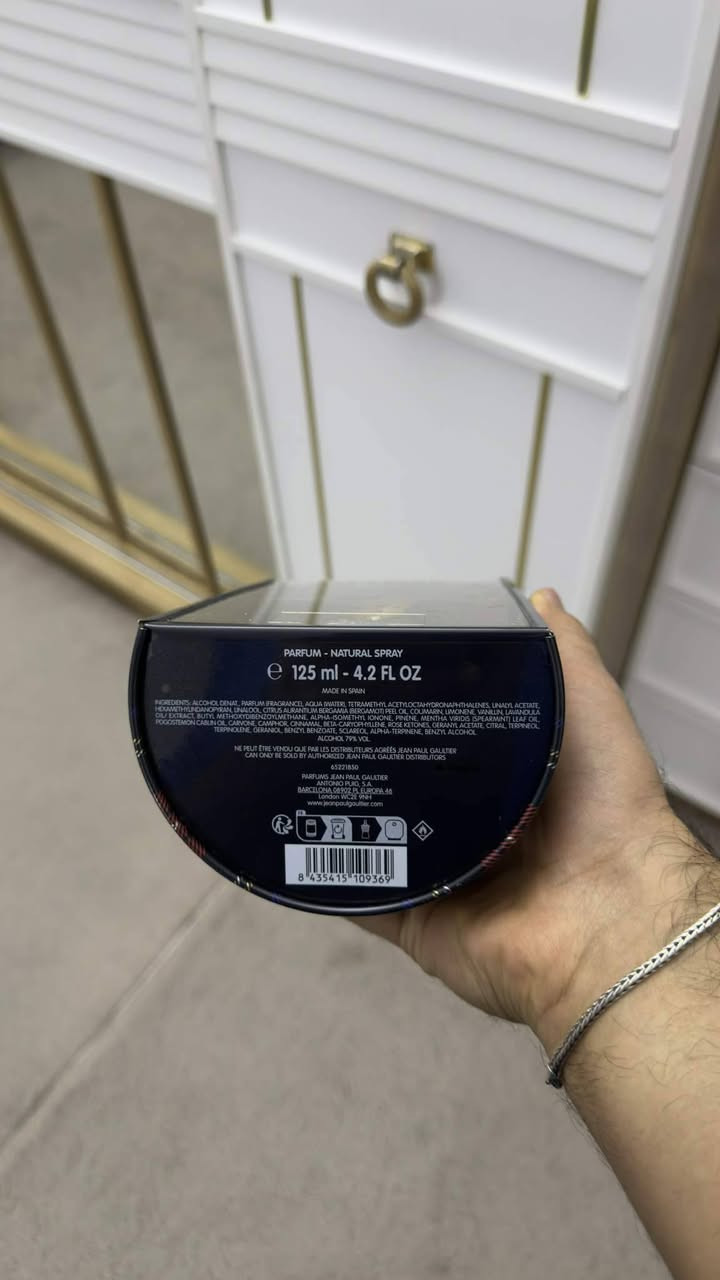 PARFUM - NATURAL SPRAY
e 125 ml - 4.2 FL OZ
MADE IN SPAIN
INGREDIENTS: ALCOHOL DENAT., PARFUM (FRAGRANCE), AQUA (WATER), TETRAMETHYL ACETYLOCTAHYDRONAPHTHALENES, LINALYL ACETATE,
HEXAMETHYLINDANOPYRAN, LINALOOL, CITRUS AURANTIUM BERGAMIA (BERGAMOT) PEEL OIL, COUMARIN, LIMONENE, VANILLIN, LAVANDULA
OIL/ EXTRACT, BUTYL METHOXYDIBENZOYLMETHANE, ALPHA-ISOMETHYL IONONE, PINENE, MENTHA VIRIDIS (SPEARMINT) LEAF OIL,
POGOSTEMON CABLIN OIL, CARVONE, CAMPHOR, CINNAMAL, BETA-CARYOPHYLLENE, ROSE KETONES, GERANYL ACETATE, CITRAL, TERPINEOL,
TERPINOLENE, GERANIOL, BENZYL BENZOATE, SCLAREOL, ALPHA-TERPINENE, BENZYL ALCOHOL
ALCOHOL 79% VOL.
NE PEUT ÊTRE VENDU QUE PAR LES DISTRIBUTEURS AGRÉÉS JEAN PAUL GAULTIER
CAN ONLY BE SOLD BY AUTHORIZED JEAN PAUL GAULTIER DISTRIBUTORS
65221850
PARFUMS JEAN PAUL GAULTIER
ANTONIO PUIG, S.A.
BARCELONA 08902 PL EUROPA 46
London WC2E 9NH
www.jeanpaulgaultier.com
FR
8 435415 109369